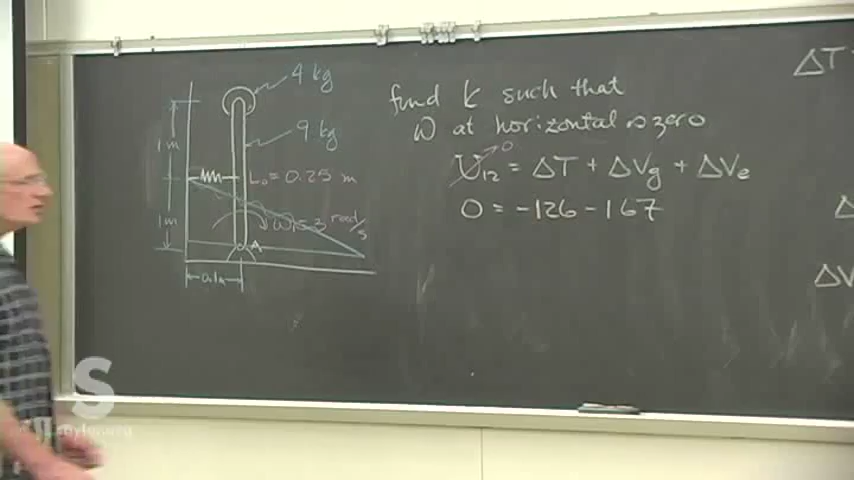 4 kg
find k such that
ω at horizontal is zero
9 kg
1 m
U₁₂ → 0 = ΔT + ΔVg + ΔVe
L₀ = 0.25 m
0 = -126 - 167
1 m
rad/s
A
ΔT
ΔV
S